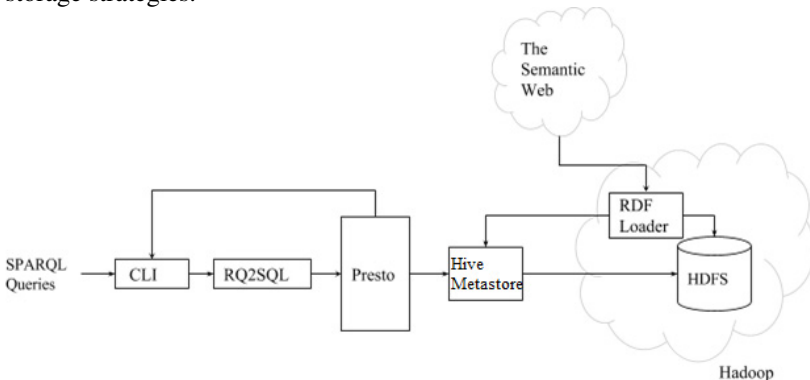 storage strategies.
The
Semantic
Web
RDF
Loader
SPARQL
Queries
CLI
RQ2SQL
Presto
Hive
Metastore
HDFS
Hadoop